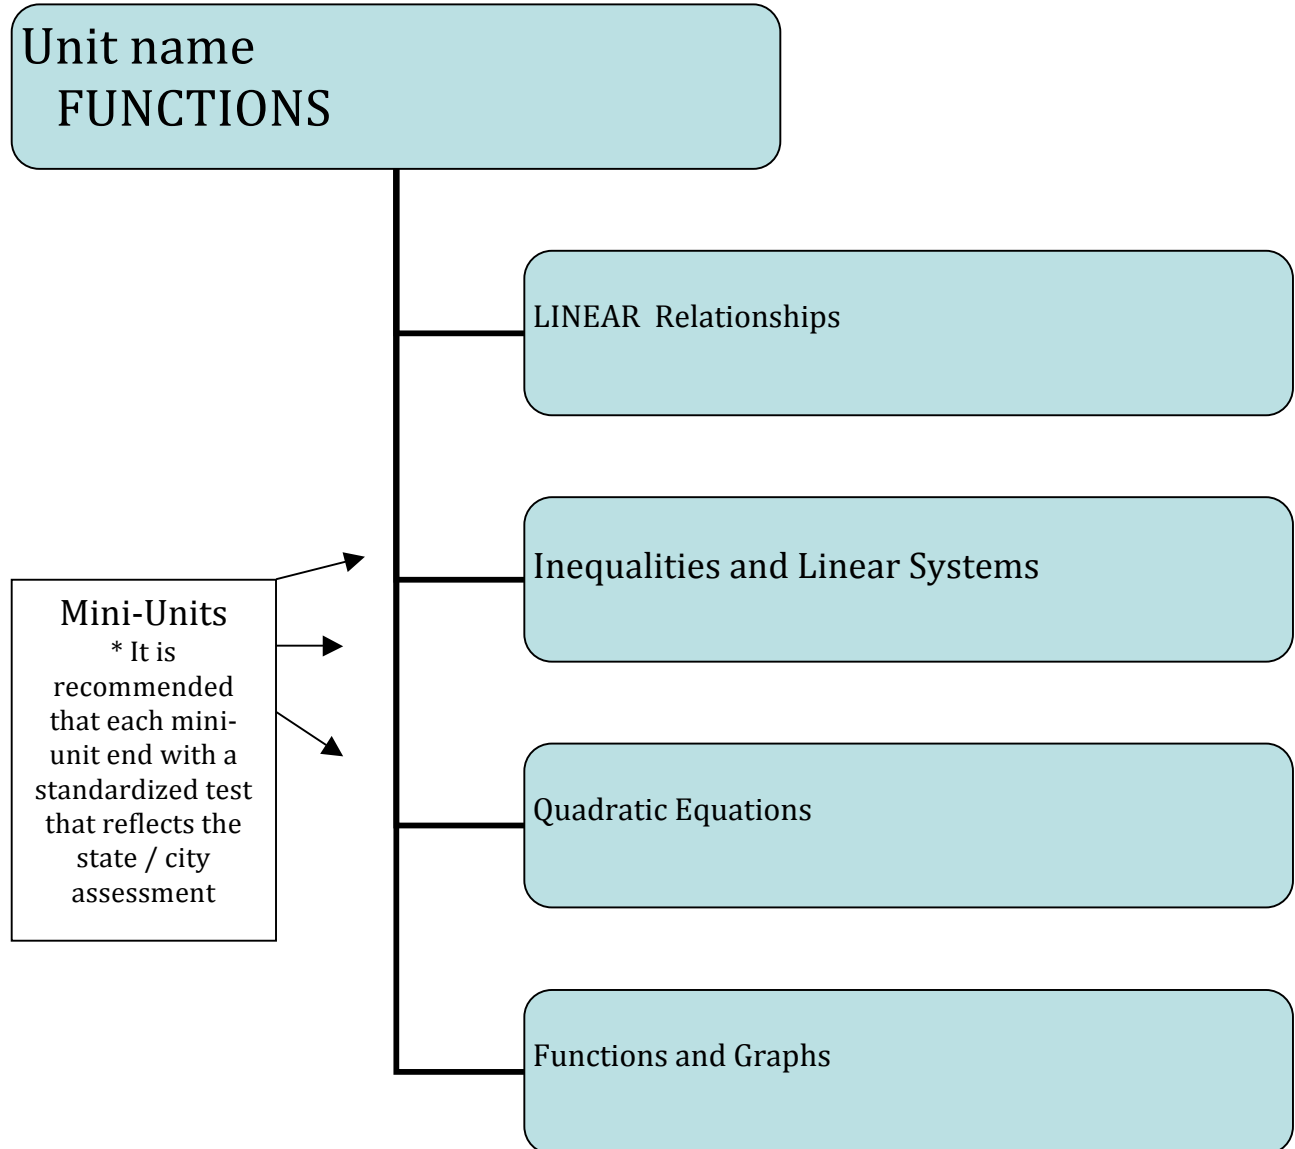 Unit name
FUNCTIONS
LINEAR  Relationships
Inequalities and Linear Systems
Mini-Units
* It is
recommended
that each mini-
unit end with a
standardized test
that reflects the
state / city
assessment
Quadratic Equations
Functions and Graphs